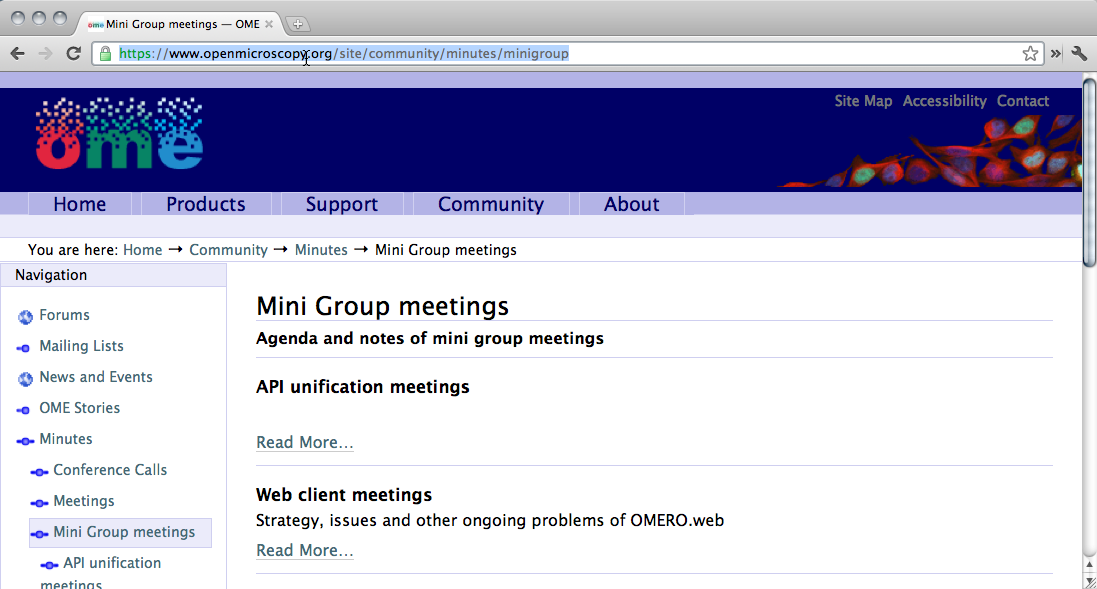 ome Mini Group meetings — OME
https://www.openmicroscopy.org/site/community/minutes/minigroup
Site Map Accessibility Contact
ome
Home Products Support Community About
You are here: Home → Community → Minutes → Mini Group meetings
Navigation
Forums
Mailing Lists
News and Events
OME Stories
Minutes
Conference Calls
Meetings
Mini Group meetings
API unification
meetings
Mini Group meetings
Agenda and notes of mini group meetings
API unification meetings
Read More...
Web client meetings
Strategy, issues and other ongoing problems of OMERO.web
Read More...